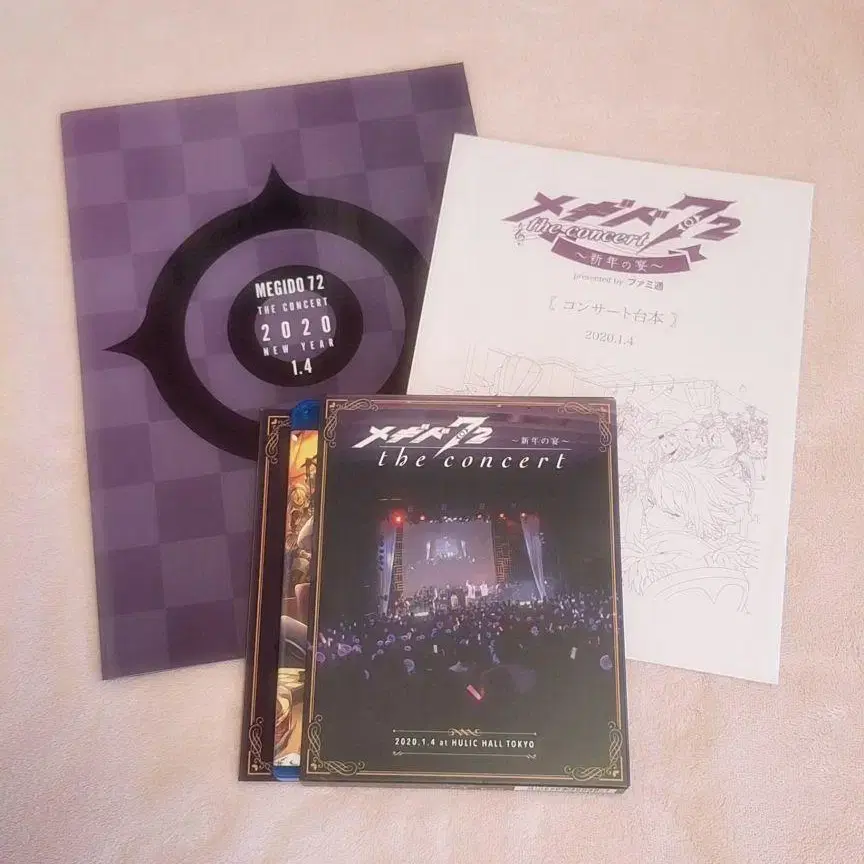 MEGIDO 72
THE CONCERT
2020
NEW YEAR
1.4
メギド72
the concert
～新年の宴～
presented by ファミ通
〖コンサート台本〗
2020.1.4
メギド72
～新年の宴～
the concert
2020.1.4 at HULIC HALL TOKYO